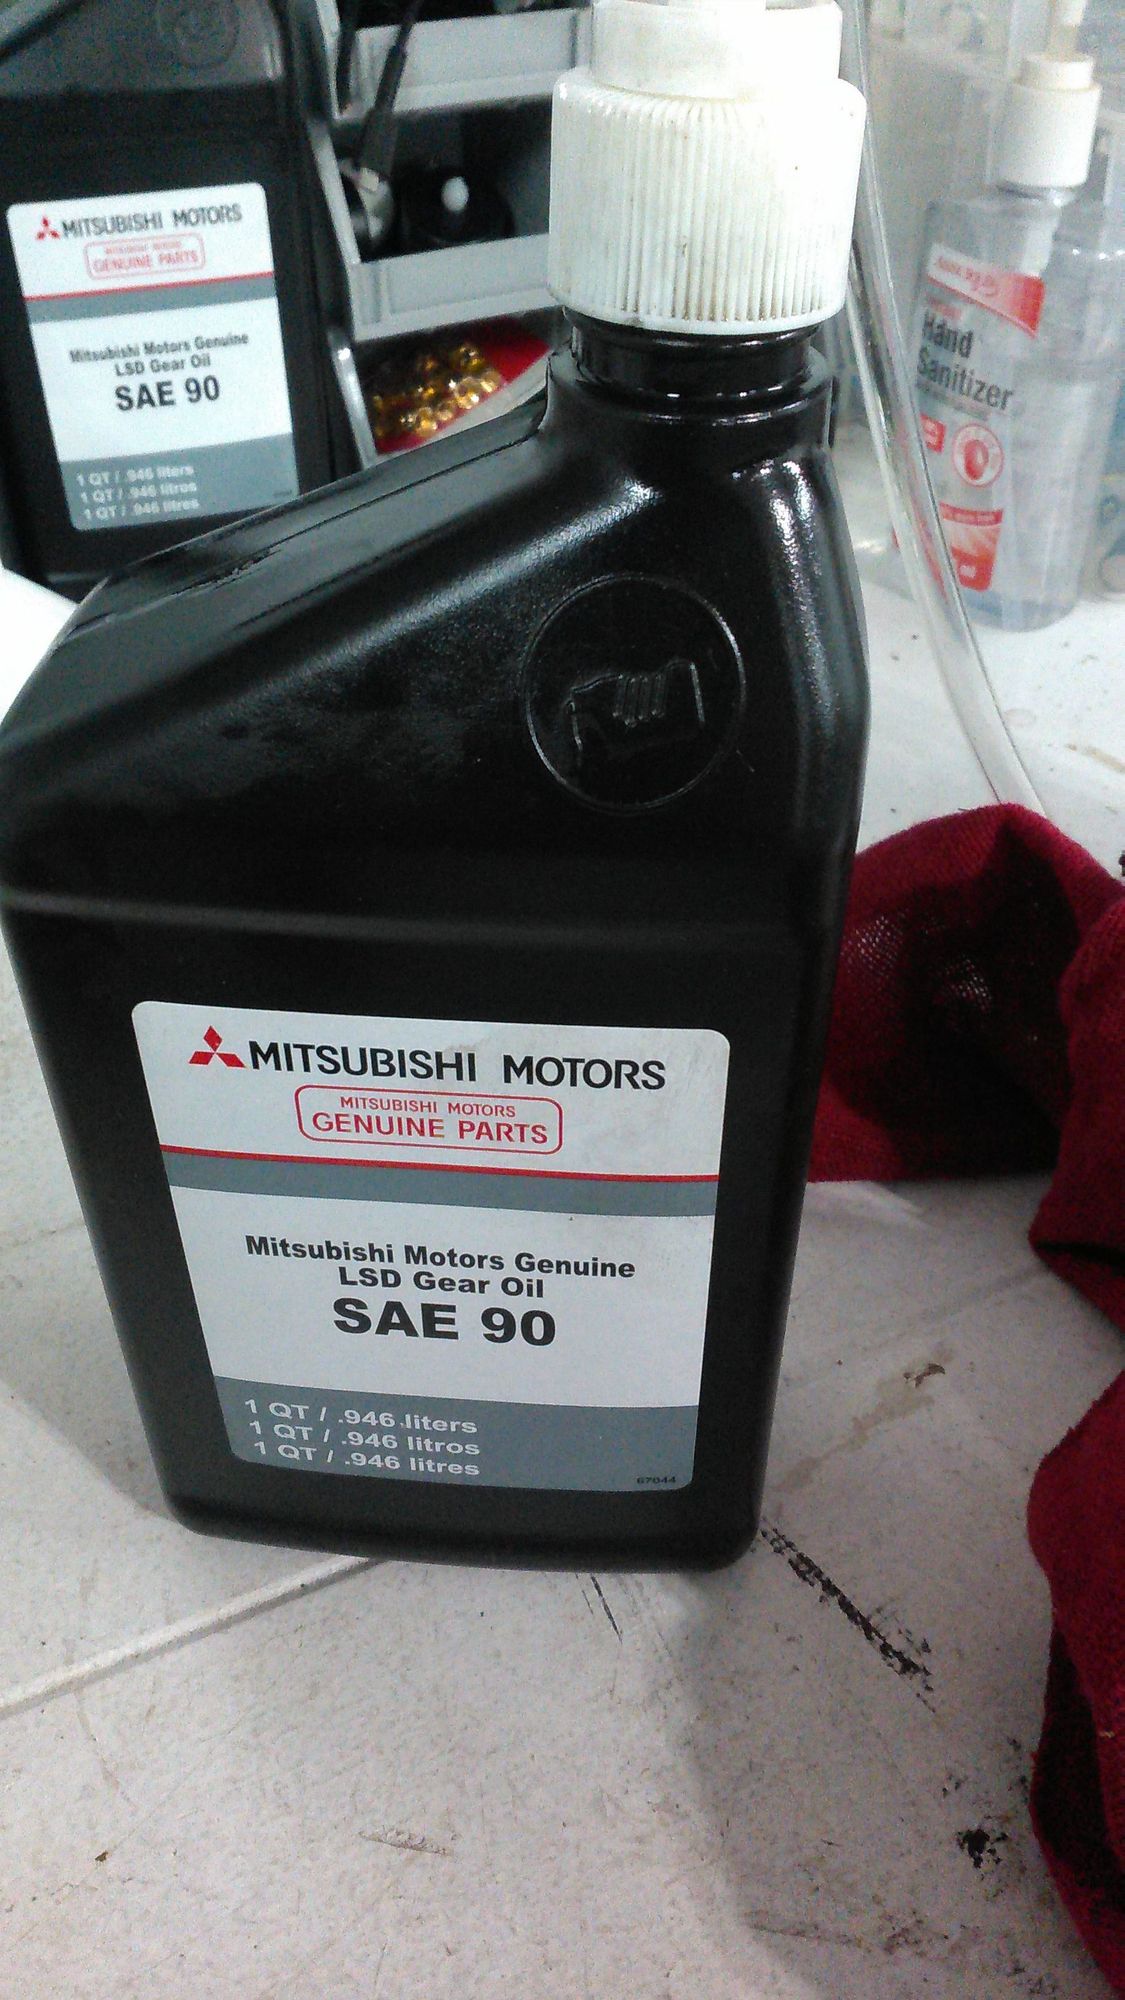 MITSUBISHI MOTORS
MITSUBISHI MOTORS
GENUINE PARTS
Mitsubishi Motors Genuine
LSD Gear Oil
SAE 90
1 QT / .946 liters
1 QT / .946 litros
1 QT / .946 litres
Hand
Sanitizer
MITSUBISHI MOTORS
MITSUBISHI MOTORS
GENUINE PARTS
Mitsubishi Motors Genuine
LSD Gear Oil
SAE 90
1 QT / .946 liters
1 QT / .946 litros
1 QT / .946 litres
67044